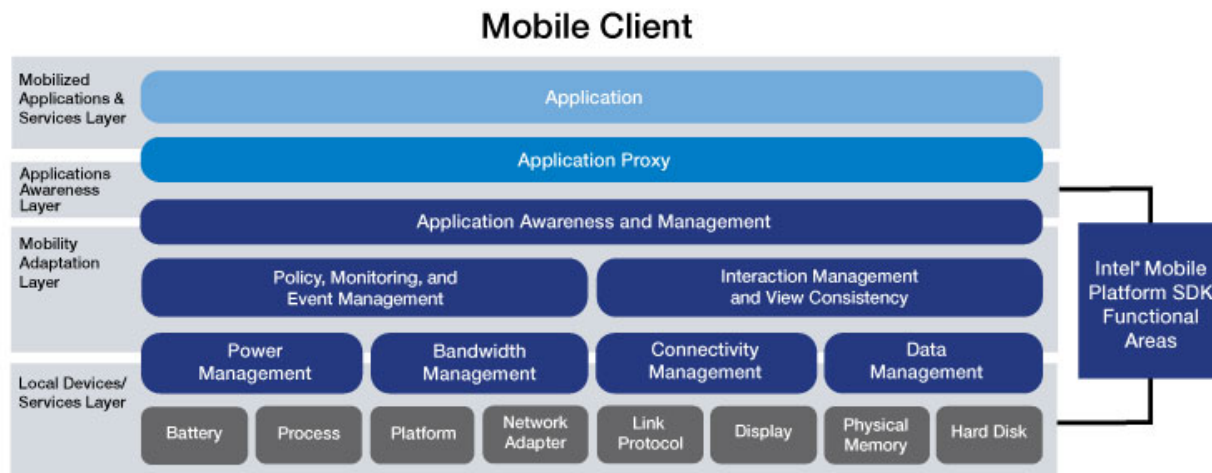 Mobile Client
Mobilized
Applications &
Services Layer
Application
Application Proxy
Applications
Awareness
Layer
Application Awareness and Management
Mobility
Adaptation
Layer
Policy, Monitoring, and
Event Management
Interaction Management
and View Consistency
Intel® Mobile
Platform SDK
Functional
Areas
Power
Management
Bandwidth
Management
Connectivity
Management
Data
Management
Local Devices/
Services Layer
Battery
Process
Platform
Network
Adapter
Link
Protocol
Display
Physical
Memory
Hard Disk